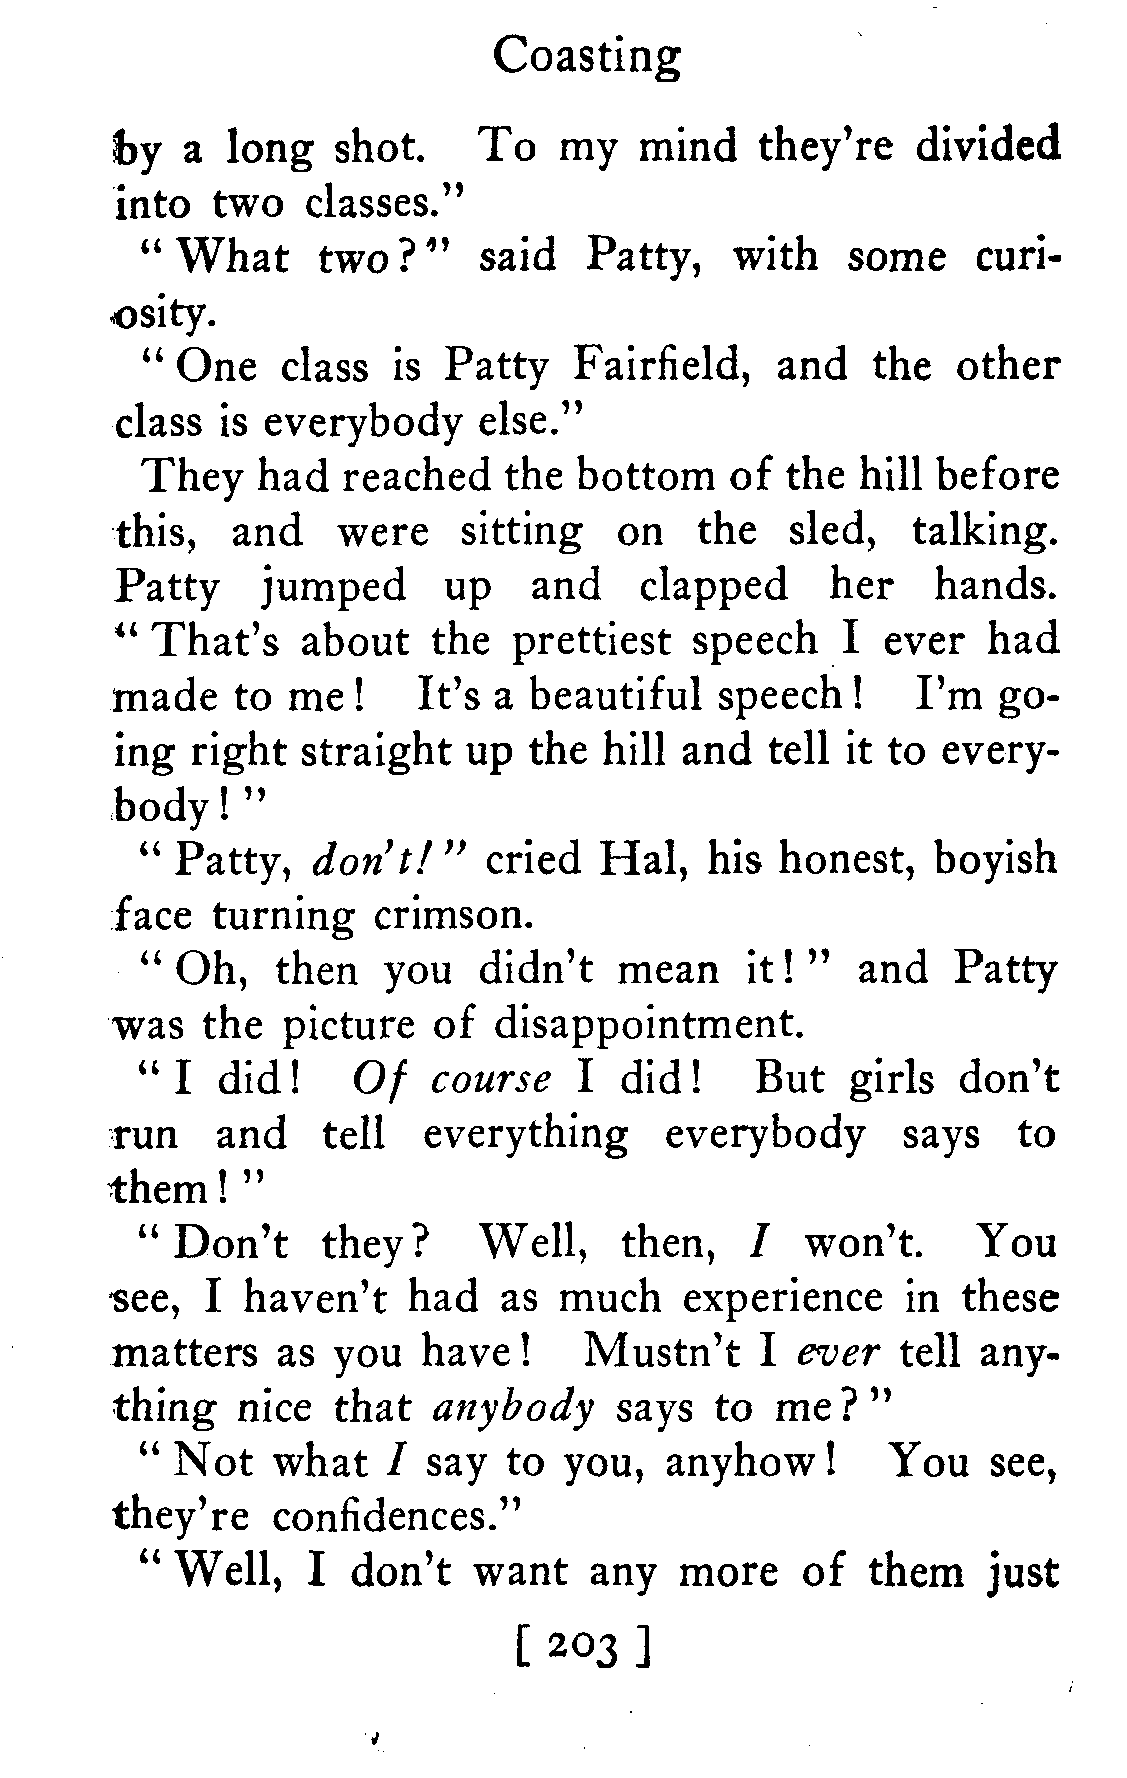 Coasting
by a long shot. To my mind they're divided
into two classes."
"What two?" said Patty, with some curi-
osity.
"One class is Patty Fairfield, and the other
class is everybody else."
They had reached the bottom of the hill before
this, and were sitting on the sled, talking.
Patty jumped up and clapped her hands.
"That's about the prettiest speech I ever had
made to me! It's a beautiful speech! I'm go-
ing right straight up the hill and tell it to every-
body!"
"Patty, don't!" cried Hal, his honest, boyish
face turning crimson.
"Oh, then you didn't mean it!" and Patty
was the picture of disappointment.
"I did! Of course I did! But girls don't
run and tell everything everybody says to
them!"
"Don't they? Well, then, I won't. You
see, I haven't had as much experience in these
matters as you have! Mustn't I ever tell any-
thing nice that anybody says to me?"
"Not what I say to you, anyhow! You see,
they're confidences."
"Well, I don't want any more of them just
[ 203 ]